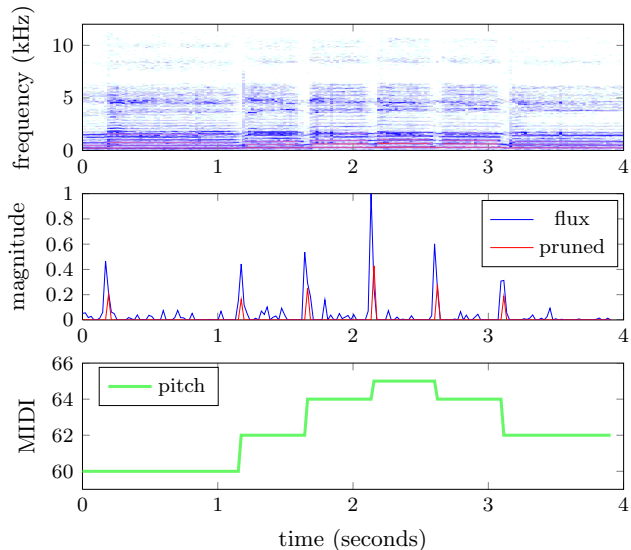 frequency (kHz)
10
5
0
0 1 2 3 4
magnitude
1
0.8
0.6
0.4
0.2
0
flux
pruned
0 1 2 3 4
MIDI
66
64
62
60
pitch
0 1 2 3 4
time (seconds)